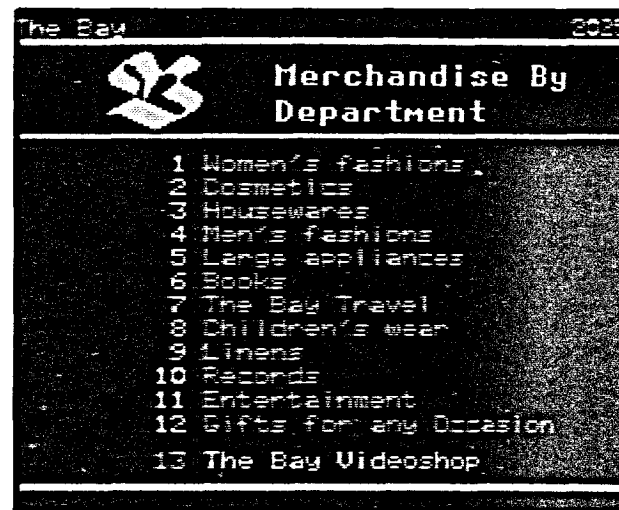 The Bay 2025
Merchandise By
Department
1 Women's fashions
2 Cosmetics
3 Housewares
4 Men's fashions
5 Large appliances
6 Books
7 The Bay Travel
8 Children's wear
9 Linens
10 Records
11 Entertainment
12 Gifts for any Occasion
13 The Bay Videoshop